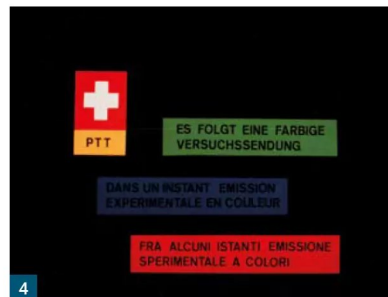 PTT
ES FOLGT EINE FARBIGE
VERSUCHSSENDUNG
DANS UN INSTANT EMISSION
EXPERIMENTALE EN COULEUR
FRA ALCUNI ISTANTI EMISSIONE
SPERIMENTALE A COLORI
4